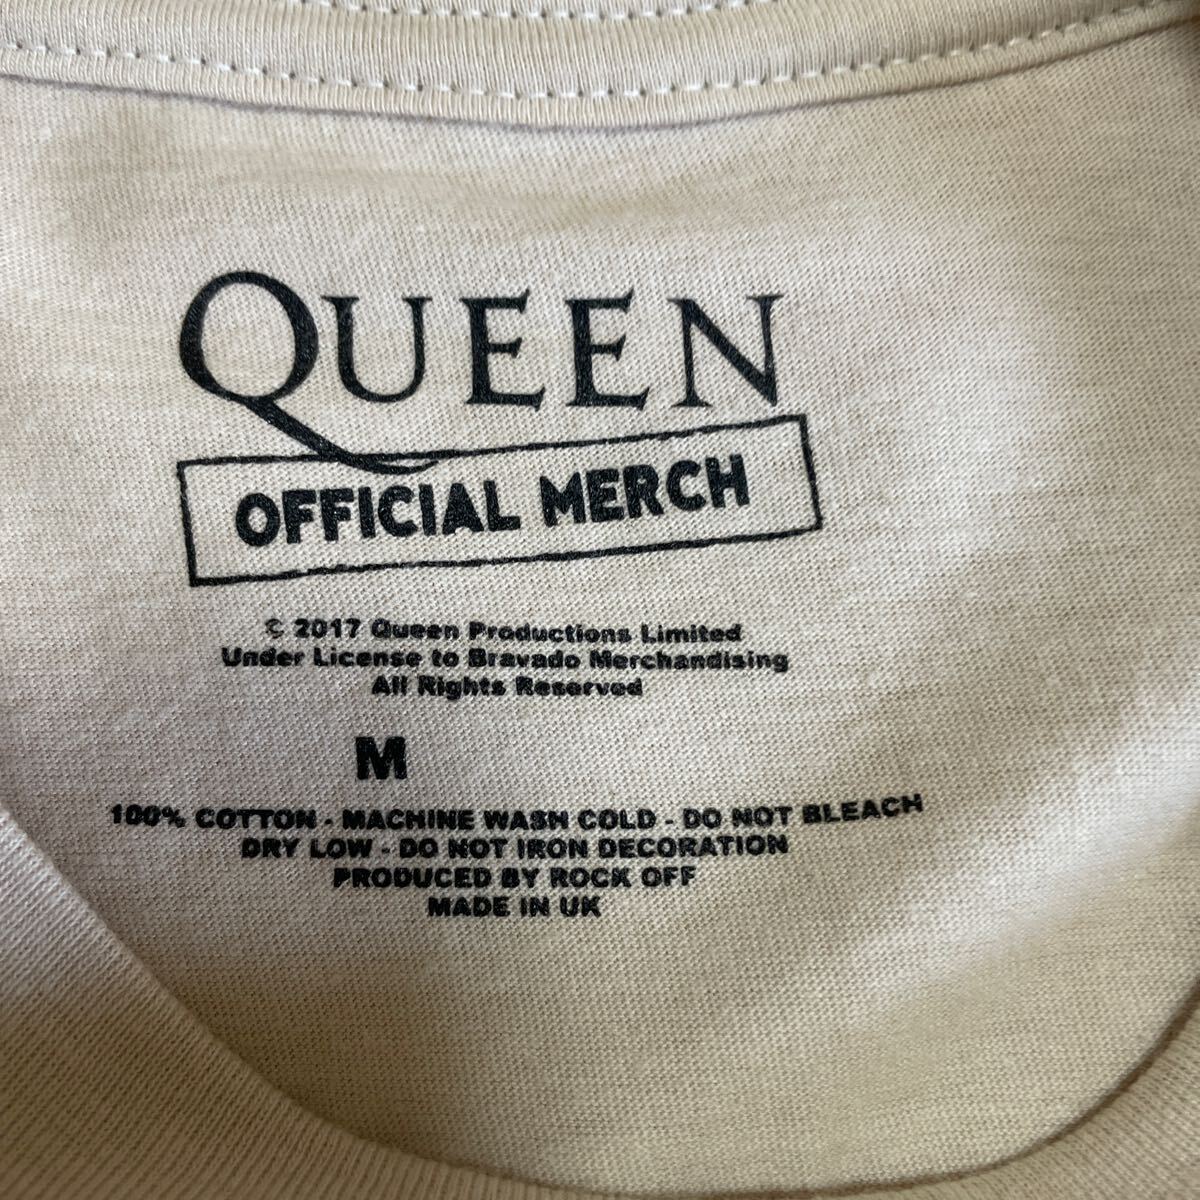 QUEEN
OFFICIAL MERCH
© 2017 Queen Productions Limited
Under License to Bravado Merchandising
All Rights Reserved
M
100% COTTON - MACHINE WASH COLD - DO NOT BLEACH
DRY LOW - DO NOT IRON DECORATION
PRODUCED BY ROCK OFF
MADE IN UK